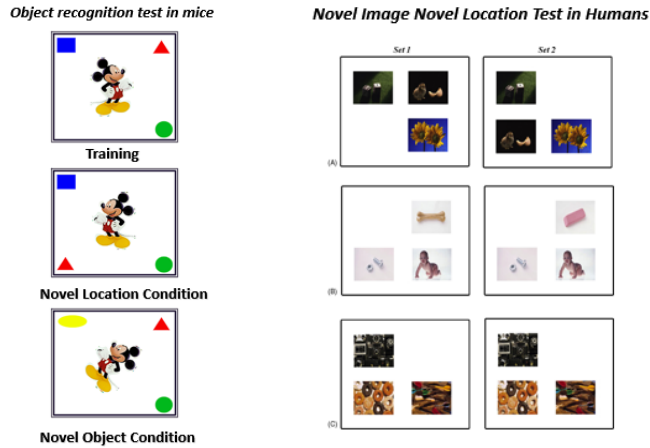 Object recognition test in mice
Training
Novel Location Condition
Novel Object Condition
Novel Image Novel Location Test in Humans
Set 1
Set 2
(A)
(B)
(C)